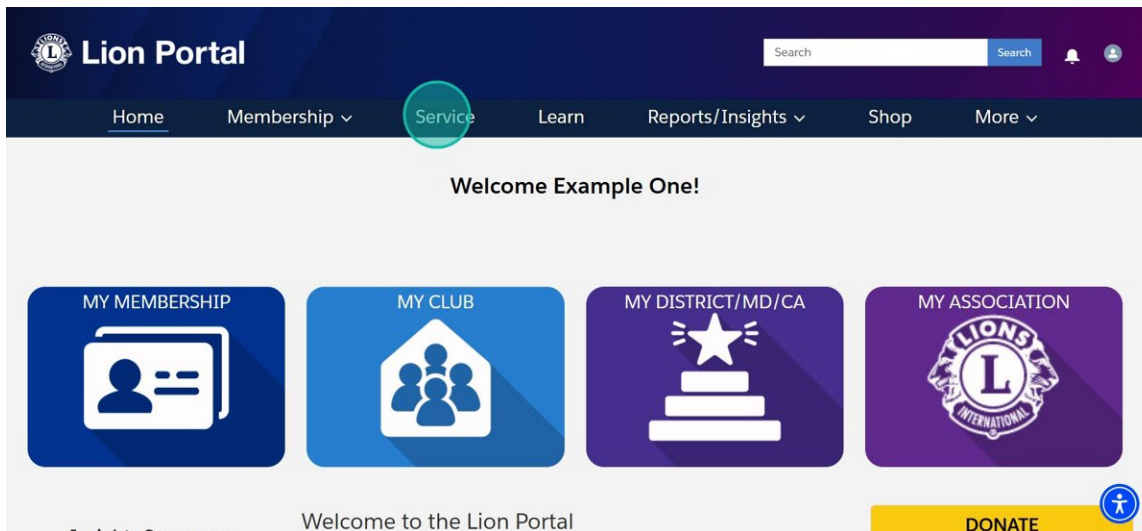 Lion Portal
Search Search
Home Membership Service Learn Reports/Insights Shop More
Welcome Example One!
MY MEMBERSHIP MY CLUB MY DISTRICT/MD/CA MY ASSOCIATION
LIONS
L
INTERNATIONAL
Welcome to the Lion Portal
DONATE